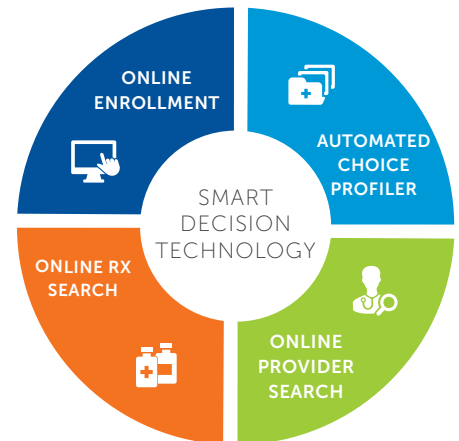 ONLINE
ENROLLMENT
AUTOMATED
CHOICE
PROFILER
SMART
DECISION
TECHNOLOGY
ONLINE RX
SEARCH
ONLINE
PROVIDER
SEARCH